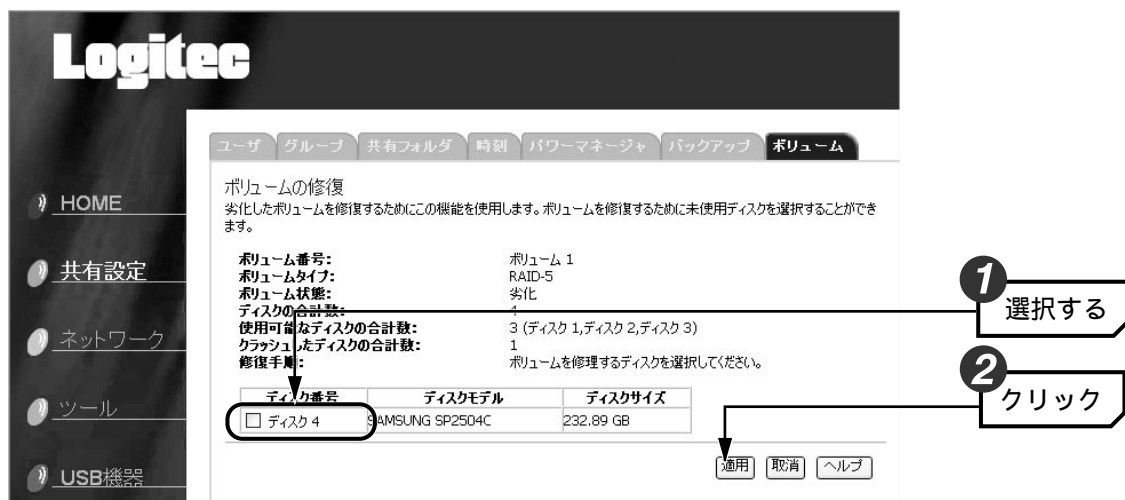 Logitec
ユーザ グループ 共有フォルダ 時刻 パワーマネージャ バックアップ ボリューム
ボリュームの修復
劣化したボリュームを修復するためにこの機能を使用します。ボリュームを修復するために未使用ディスクを選択することができ
ます。
ボリューム番号: ボリューム 1
ボリュームタイプ: RAID-5
ボリューム状態: 劣化
ディスクの合計数: 4
使用可能なディスクの合計数: 3 (ディスク 1,ディスク 2,ディスク 3)
クラッシュしたディスクの合計数: 1
修復手順: ボリュームを修理するディスクを選択してください。
ディスク番号 ディスクモデル ディスクサイズ
ディスク 4 SAMSUNG SP2504C 232.89 GB
適用 取消 ヘルプ
HOME
共有設定
ネットワーク
ツール
USB機器
1
選択する
2
クリック